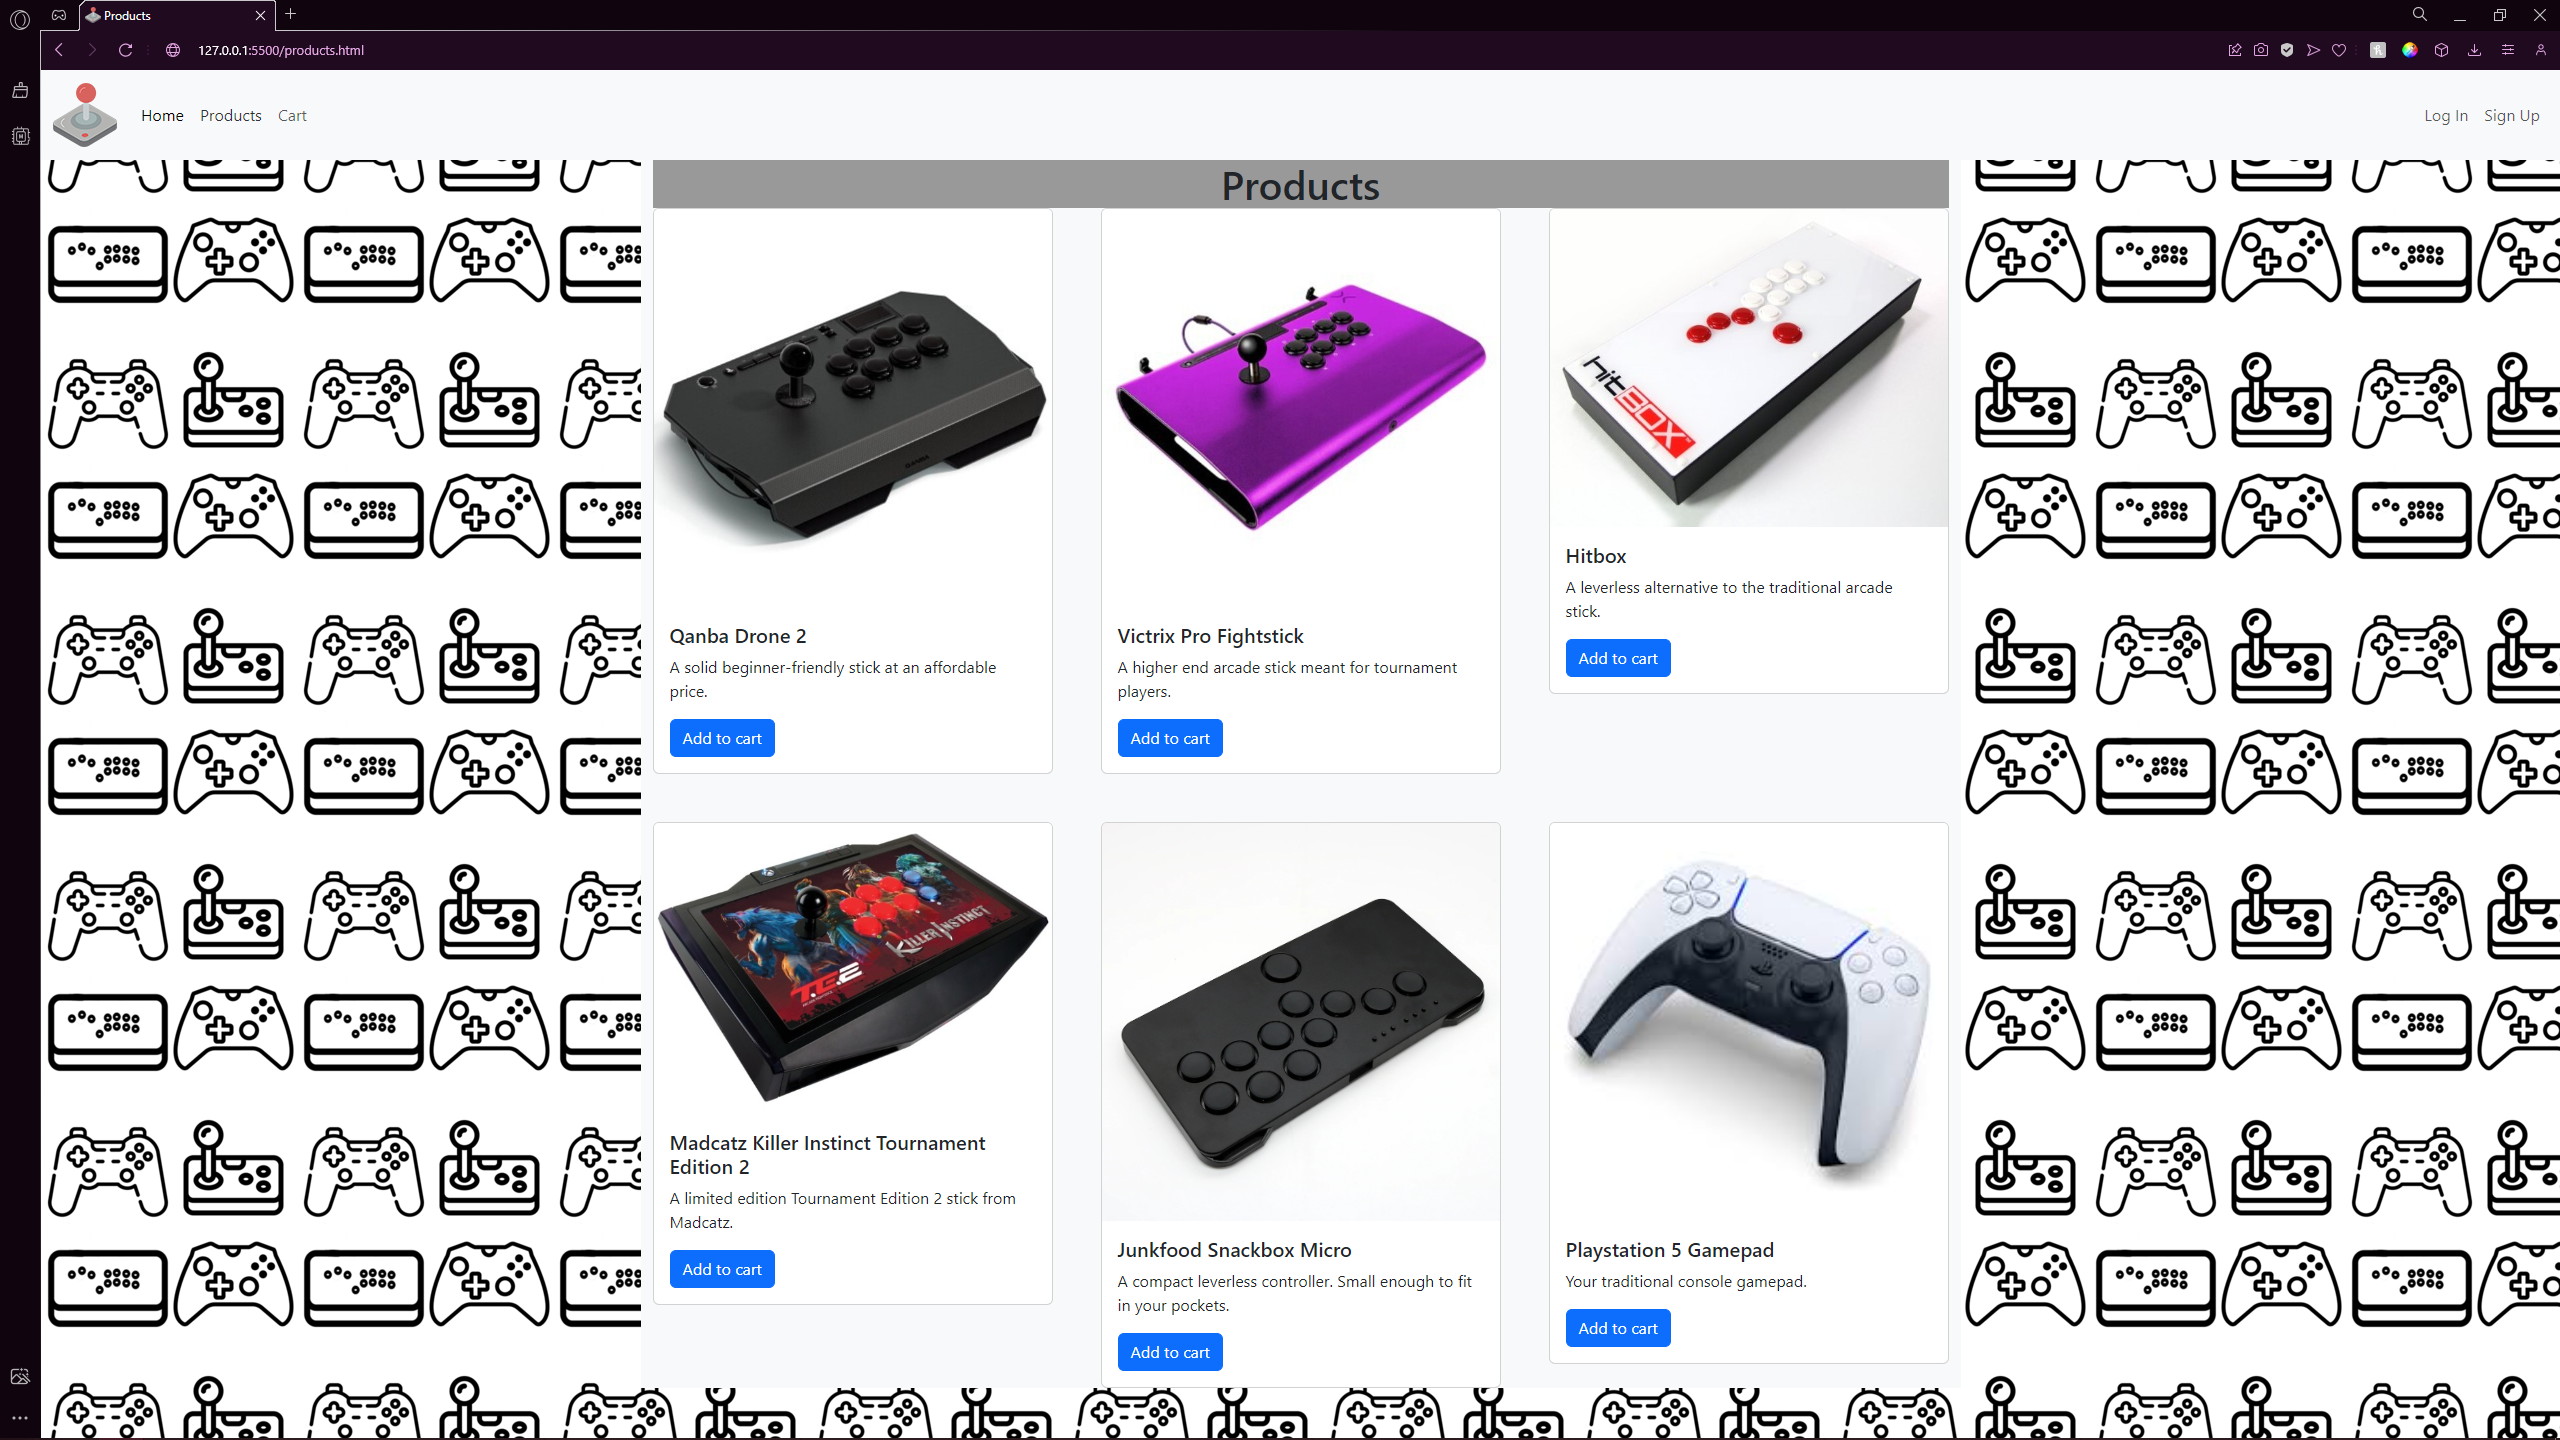 Products
127.0.0.1:5500/products.html
Home Products Cart
Log In Sign Up
Products
hitBOX
Qanba Drone 2
A solid beginner-friendly stick at an affordable
price.
Add to cart
Victrix Pro Fightstick
A higher end arcade stick meant for tournament
players.
Add to cart
Hitbox
A leverless alternative to the traditional arcade
stick.
Add to cart
KILLER INSTINCT
T.E.2
Madcatz Killer Instinct Tournament
Edition 2
A limited edition Tournament Edition 2 stick from
Madcatz.
Add to cart
Junkfood Snackbox Micro
A compact leverless controller. Small enough to fit
in your pockets.
Add to cart
Playstation 5 Gamepad
Your traditional console gamepad.
Add to cart